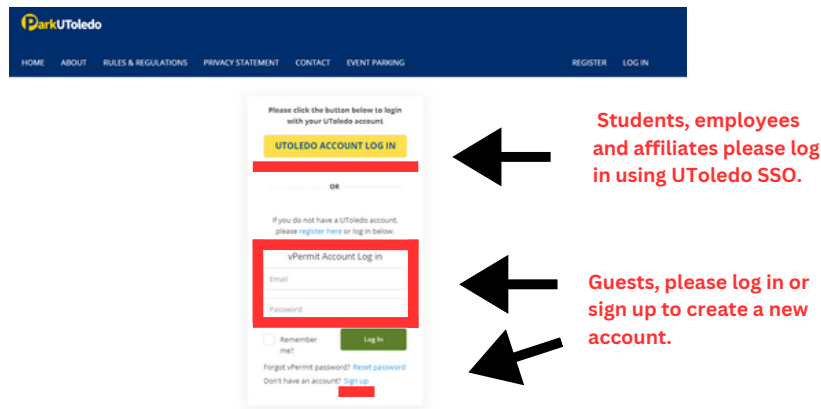 ParkUToledo
HOME ABOUT RULES & REGULATIONS PRIVACY STATEMENT CONTACT EVENT PARKING REGISTER LOG IN
Please click the button below to login
with your UToledo account
UTOLEDO ACCOUNT LOG IN
OR
If you do not have a UToledo account,
please register here or log in below.
vPermit Account Log in
Email
Password
Remember
me?
Log In
Forgot vPermit password? Reset password
Don't have an account? Sign up
Students, employees
and affiliates please log
in using UToledo SSO.
Guests, please log in or
sign up to create a new
account.